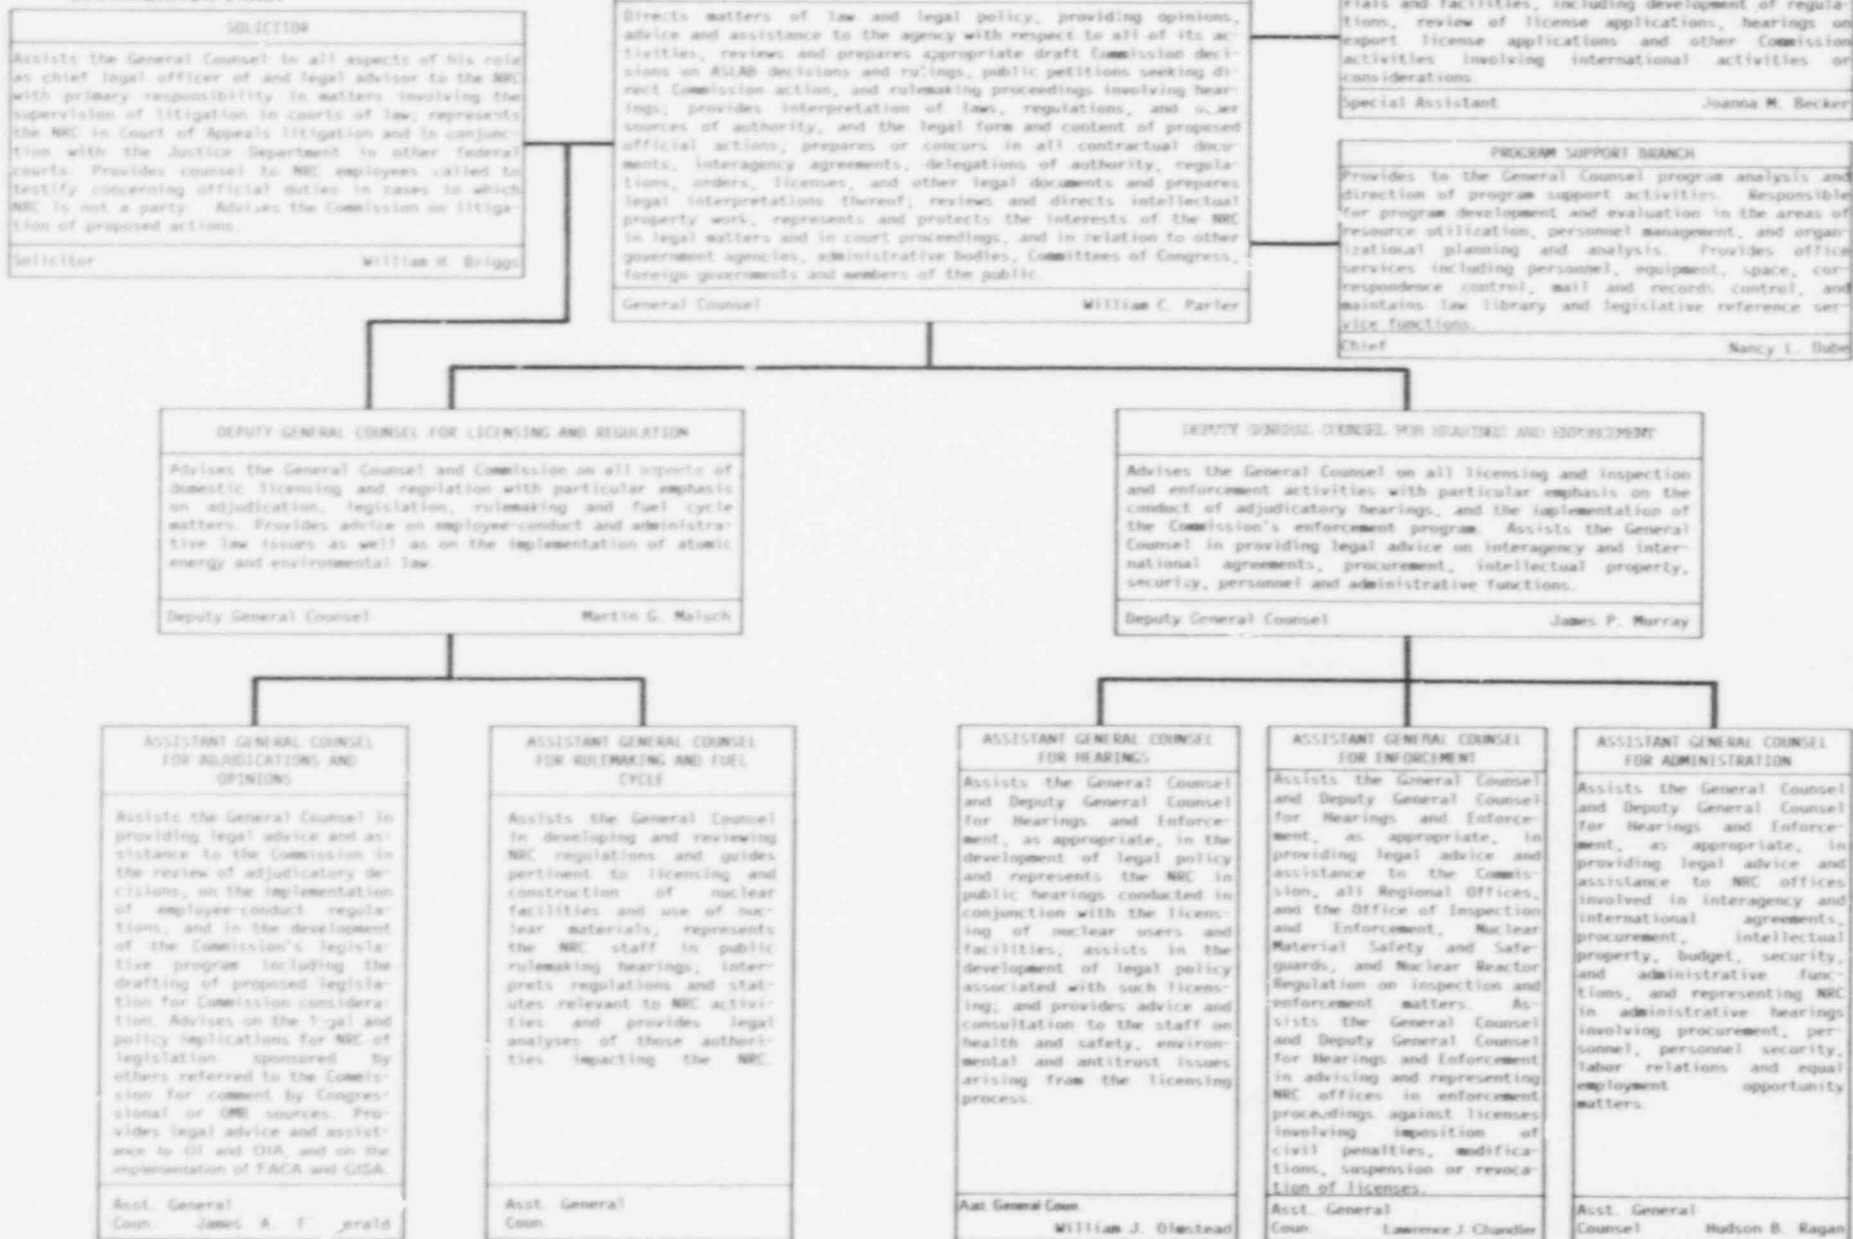 SOLICITOR
Assists the General Counsel in all aspects of his role
as chief legal officer of and legal advisor to the NRC
with primary responsibility in matters involving the
supervision of litigation in courts of law; represents
the NRC in Court of Appeals litigation and in conjunc-
tion with the Justice Department in other federal
courts. Provides counsel to NRC employees called to
testify concerning official duties in cases in which
NRC is not a party. Advises the Commission on litiga-
tion of proposed actions.
Solicitor William H. Briggs
Directs matters of law and legal policy, providing opinions,
advice and assistance to the agency with respect to all of its ac-
tivities, reviews and prepares appropriate draft Commission deci-
sions on ASLAB decisions and rulings, public petitions seeking di-
rect Commission action, and rulemaking proceedings involving hear-
ings; provides interpretation of laws, regulations, and other
sources of authority, and the legal form and content of proposed
official actions; prepares or concurs in all contractual docu-
ments, interagency agreements, delegations of authority, regula-
tions, orders, licenses, and other legal documents and prepares
legal interpretations thereof; reviews and directs intellectual
property work, represents and protects the interests of the NRC
in legal matters and in court proceedings, and in relation to other
government agencies, administrative bodies, Committees of Congress,
foreign governments and members of the public.
General Counsel William C. Parler
rials and facilities, including development of regula-
tions, review of license applications, hearings on
export license applications and other Commission
activities involving international activities or
considerations.
Special Assistant Joanna M. Becker
PROGRAM SUPPORT BRANCH
Provides to the General Counsel program analysis and
direction of program support activities. Responsible
for program development and evaluation in the areas of
resource utilization, personnel management, and organ-
izational planning and analysis. Provides office
services including personnel, equipment, space, cor-
respondence control, mail and records control, and
maintains law library and legislative reference ser-
vice functions.
Chief Nancy L. Dube
DEPUTY GENERAL COUNSEL FOR LICENSING AND REGULATION
Advises the General Counsel and Commission on all aspects of
domestic licensing and regulation with particular emphasis
on adjudication, legislation, rulemaking and fuel cycle
matters. Provides advice on employee-conduct and administra-
tive law issues as well as on the implementation of atomic
energy and environmental law.
Deputy General Counsel Martin G. Malsch
DEPUTY GENERAL COUNSEL FOR HEARINGS AND ENFORCEMENT
Advises the General Counsel on all licensing and inspection
and enforcement activities with particular emphasis on the
conduct of adjudicatory hearings, and the implementation of
the Commission's enforcement program. Assists the General
Counsel in providing legal advice on interagency and inter-
national agreements, procurement, intellectual property,
security, personnel and administrative functions.
Deputy General Counsel James P. Murray
ASSISTANT GENERAL COUNSEL
FOR ADJUDICATIONS AND
OPINIONS
Assists the General Counsel in
providing legal advice and as-
sistance to the Commission in
the review of adjudicatory de-
cisions, on the implementation
of employee-conduct regula-
tions, and in the development
of the Commission's legisla-
tive program including the
drafting of proposed legisla-
tion for Commission considera-
tion. Advises on the legal and
policy implications for NRC of
legislation sponsored by
others referred to the Commis-
sion for comment by Congres-
sional or OMB sources. Pro-
vides legal advice and assist-
ance to OI and OIA, and on the
implementation of FACA and GISA.
Asst. General
Coun. James A.
ASSISTANT GENERAL COUNSEL
FOR RULEMAKING AND FUEL
CYCLE
Assists the General Counsel
in developing and reviewing
NRC regulations and guides
pertinent to licensing and
construction of nuclear
facilities and use of nuc-
lear materials, represents
the NRC staff in public
rulemaking hearings, inter-
prets regulations and stat-
utes relevant to NRC activi-
ties and provides legal
analyses of those authori-
ties impacting the NRC.
Asst. General
Coun.
ASSISTANT GENERAL COUNSEL
FOR HEARINGS
Assists the General Counsel
and Deputy General Counsel
for Hearings and Enforce-
ment, as appropriate, in the
development of legal policy
and represents the NRC in
public hearings conducted in
conjunction with the licens-
ing of nuclear users and
facilities; assists in the
development of legal policy
associated with such licens-
ing; and provides advice and
consultation to the staff on
health and safety, environ-
mental and antitrust issues
arising from the licensing
process.
Asst. General Coun.
William J. Olmstead
ASSISTANT GENERAL COUNSEL
FOR ENFORCEMENT
Assists the General Counsel
and Deputy General Counsel
for Hearings and Enforce-
ment, as appropriate, in
providing legal advice and
assistance to the Commis-
sion, all Regional Offices,
and the Office of Inspection
and Enforcement, Nuclear
Material Safety and Safe-
guards, and Nuclear Reactor
Regulation on inspection and
enforcement matters. As-
sists the General Counsel
and Deputy General Counsel
for Hearings and Enforcement
in advising and representing
NRC offices in enforcement
proceedings against licenses
involving imposition of
civil penalties, modifica-
tions, suspension or revoca-
tion of licenses.
Asst. General
Coun. Lawrence J. Chandler
ASSISTANT GENERAL COUNSEL
FOR ADMINISTRATION
Assists the General Counsel
and Deputy General Counsel
for Hearings and Enforce-
ment, as appropriate, in
providing legal advice and
assistance to NRC offices
involved in interagency and
international agreements,
procurement, intellectual
property, budget, security,
and administrative func-
tions, and representing NRC
in administrative hearings
involving procurement, per-
sonnel, personnel security,
labor relations and equal
employment opportunity
matters.
Asst. General
Counsel Hudson B. Ragan